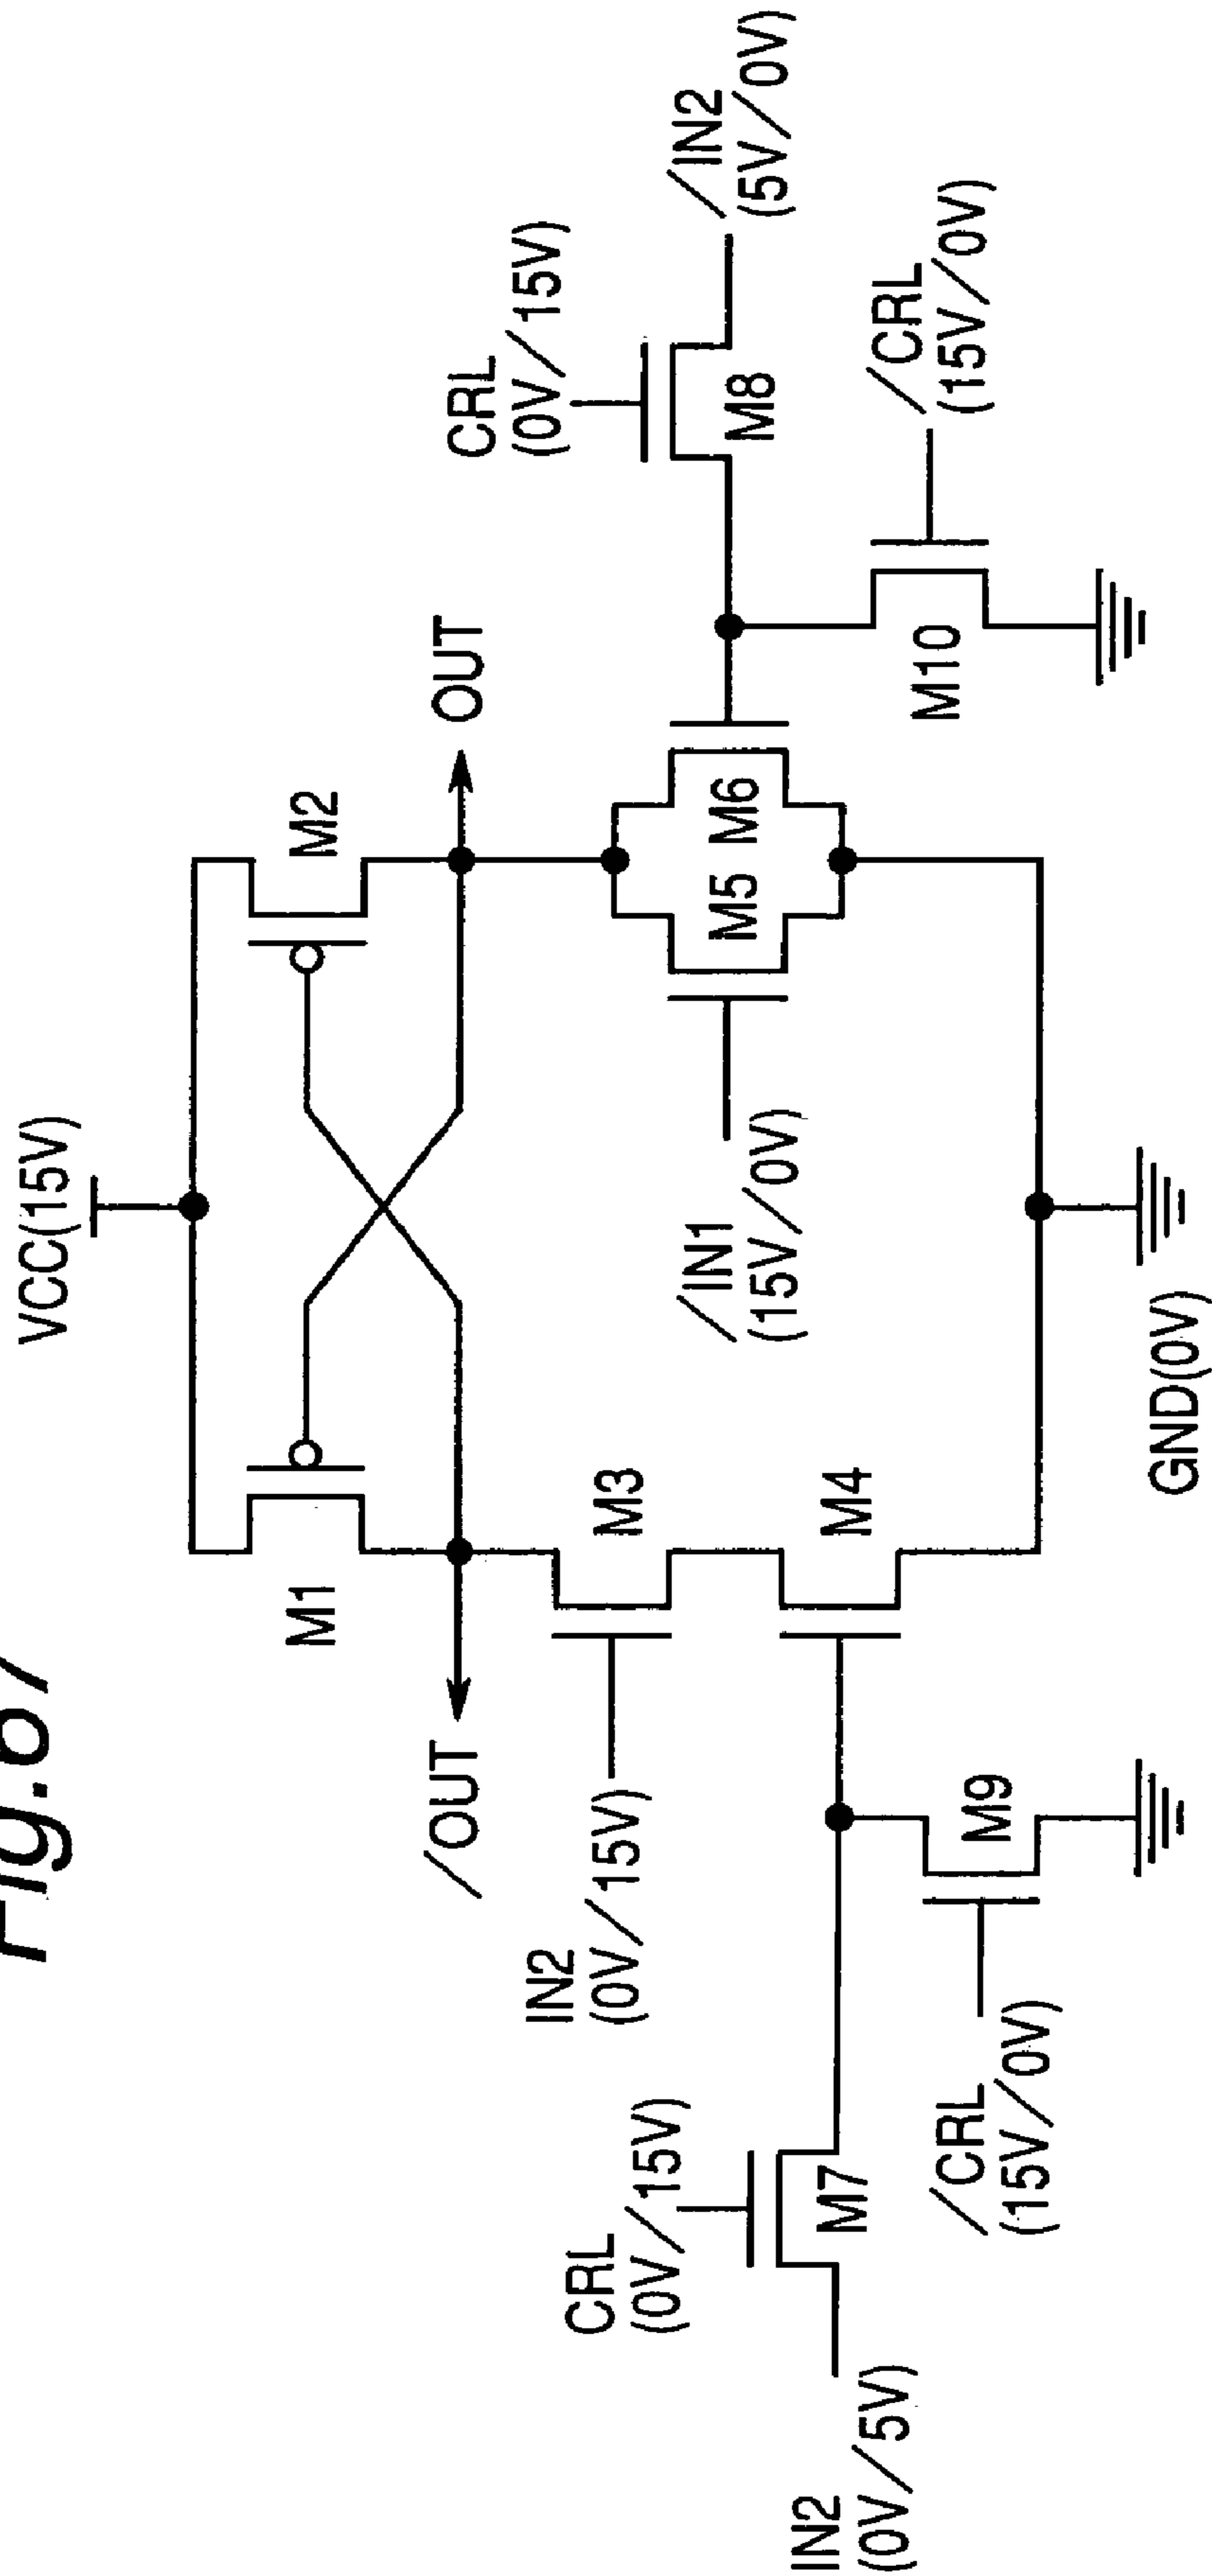 Fig.67
VCC(15V)
M1
M2
/OUT
OUT
IN2
(0V/15V)
M3
CRL
(0V/15V)
CRL
(0V/15V)
/IN1
(15V/0V)
M5
M6
/IN2
(5V/0V)
M8
IN2
(0V/5V)
M7
M4
/CRL
(15V/0V)
M9
M10
/CRL
(15V/0V)
GND(0V)